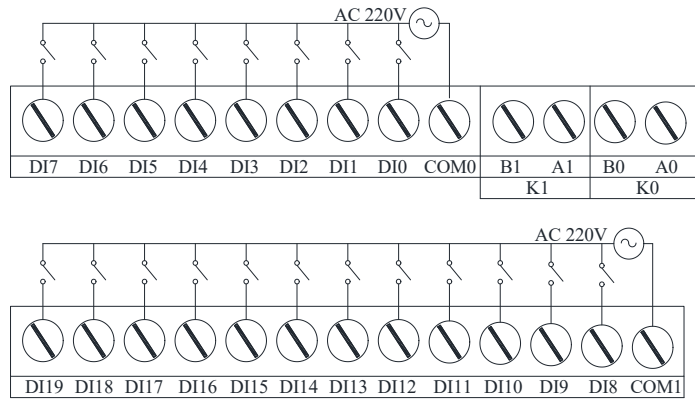 AC 220V
DI7 DI6 DI5 DI4 DI3 DI2 DI1 DI0 COM0 B1 A1 B0 A0
K1 K0
AC 220V
DI19 DI18 DI17 DI16 DI15 DI14 DI13 DI12 DI11 DI10 DI9 DI8 COM1